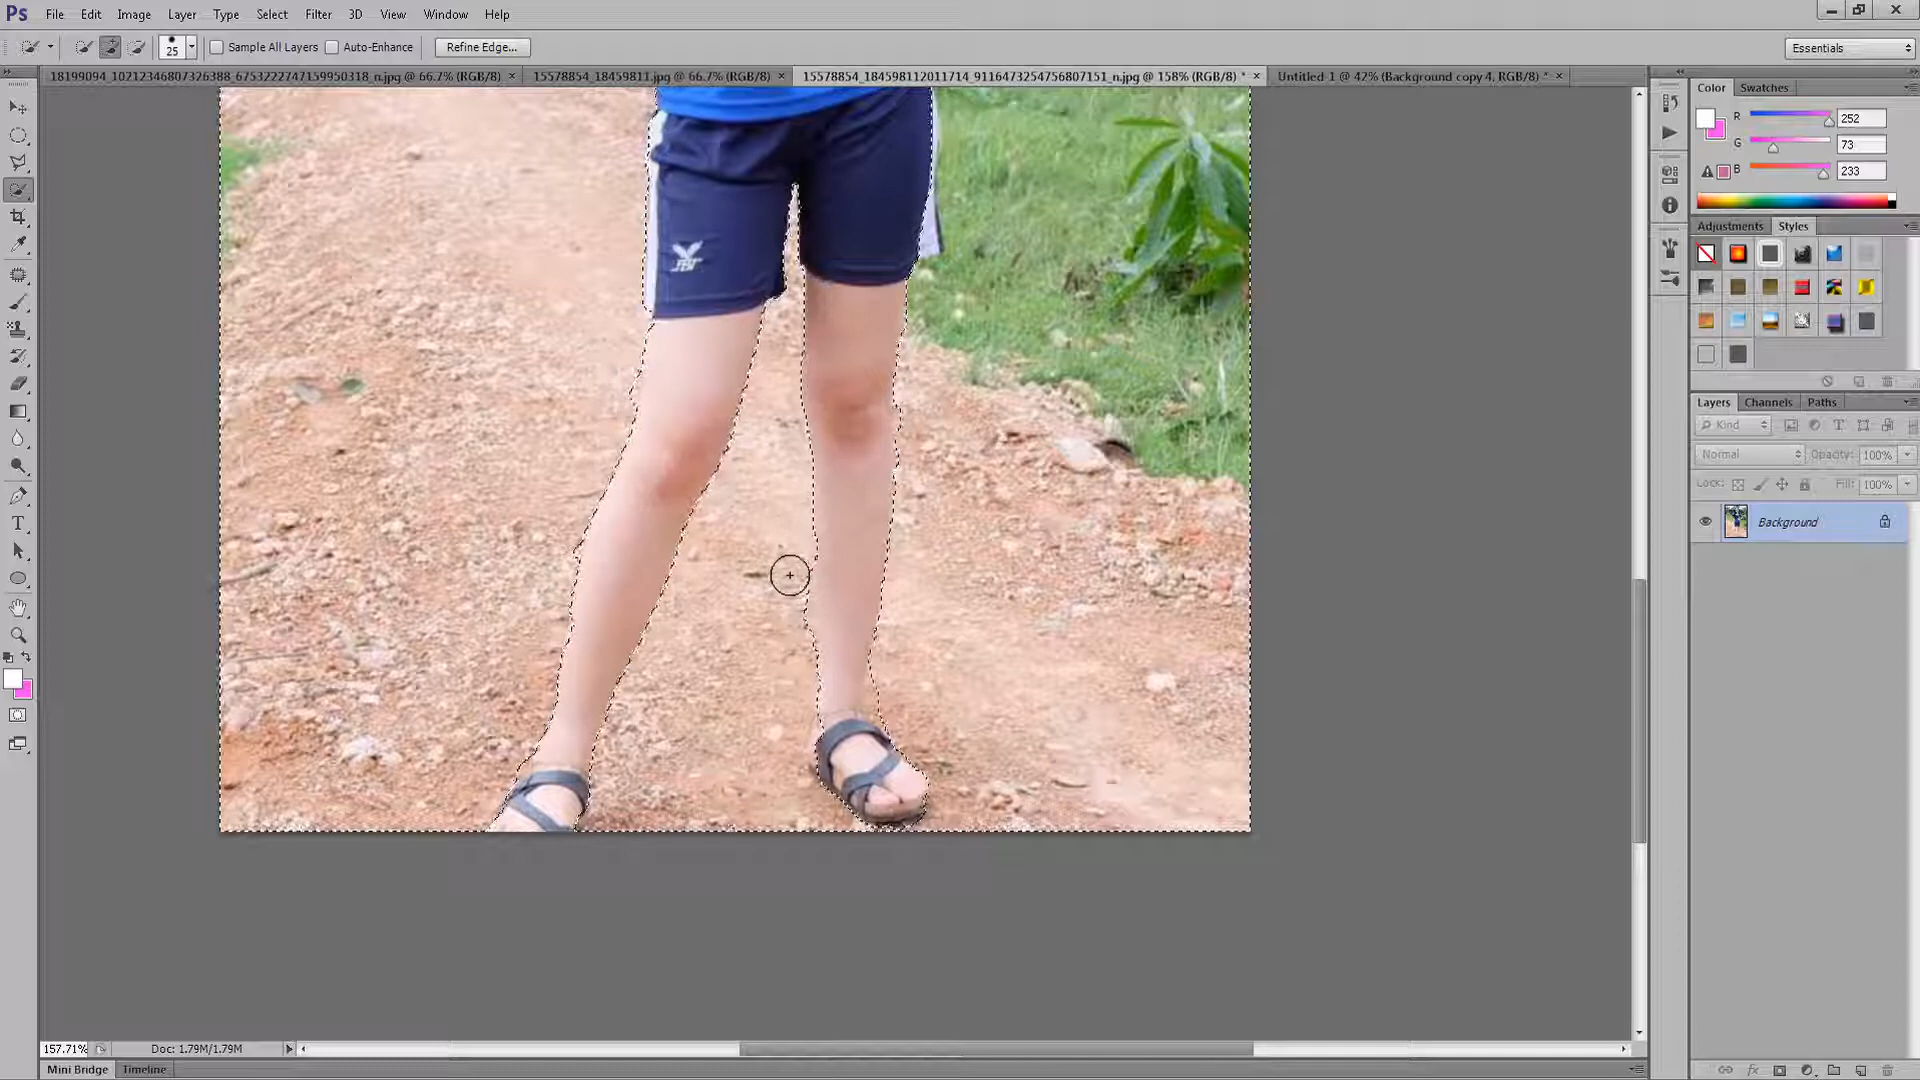 Ps File Edit Image Layer Type Select Filter 3D View Window Help
25 Sample All Layers Auto-Enhance Refine Edge... Essentials
18199094_10212346807326388_6753222747159950318_n.jpg @ 66.7% (RGB/8) × 15578854_18459811.jpg @ 66.7% (RGB/8) × 15578854_184598112011714_9116473254756807151_n.jpg @ 158% (RGB/8) * × Untitled-1 @ 42% (Background copy 4, RGB/8) * ×
Color Swatches
R 252
G 73
B 233
Adjustments Styles
Layers Channels Paths
Kind
Normal Opacity: 100%
Lock: Fill: 100%
Background
T
157.71% Doc: 1.79M/1.79M
Mini Bridge Timeline